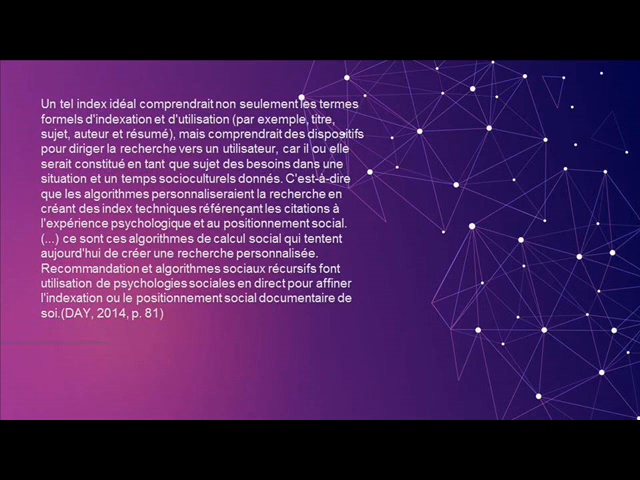 Un tel index idéal comprendrait non seulement les termes
formels d'indexation et d'utilisation (par exemple, titre,
sujet, auteur et résumé), mais comprendrait des dispositifs
pour diriger la recherche vers un utilisateur, car il ou elle
serait constitué en tant que sujet des besoins dans une
situation et un temps socioculturels donnés. C'est-à-dire
que les algorithmes personnaliseraient la recherche en
créant des index techniques référençant les citations à
l'expérience psychologique et au positionnement social.
(...) ce sont ces algorithmes de calcul social qui tentent
aujourd'hui de créer une recherche personnalisée.
Recommandation et algorithmes sociaux récursifs font
utilisation de psychologies sociales en direct pour affiner
l'indexation ou le positionnement social documentaire de
soi.(DAY, 2014, p. 81)